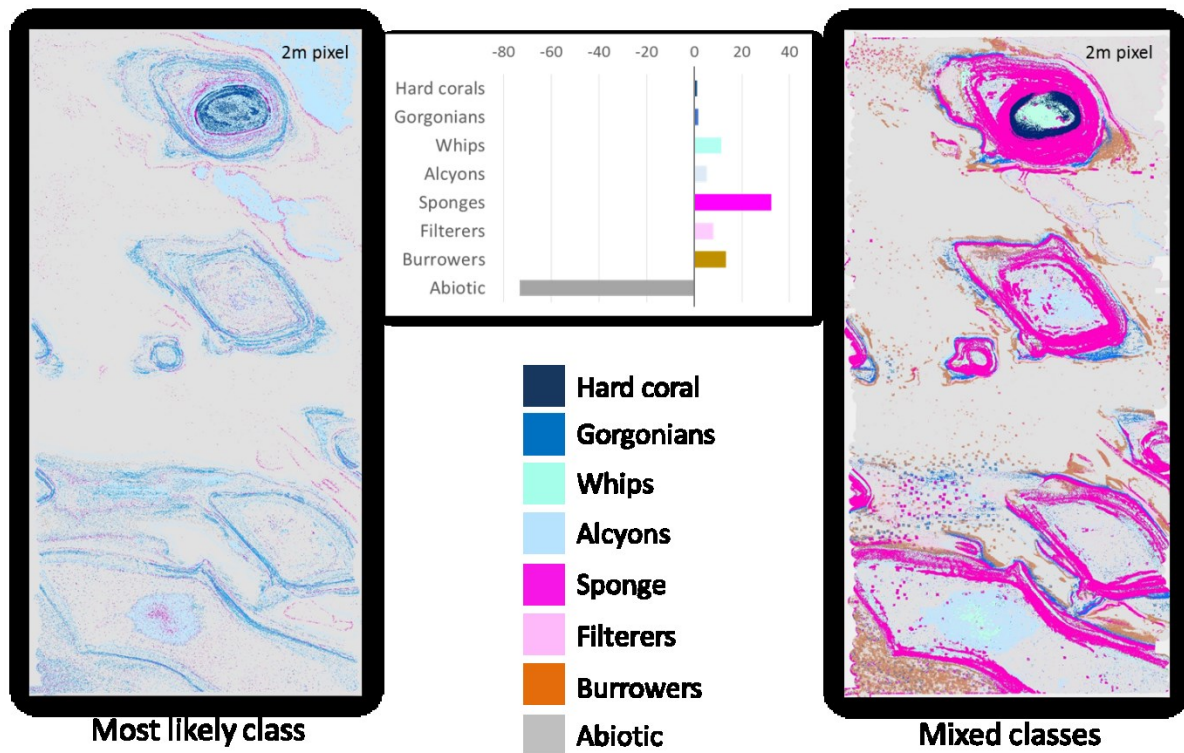 2m pixel
-80 -60 -40 -20 0 20 40
Hard corals
Gorgonians
Whips
Alcyons
Sponges
Filterers
Burrowers
Abiotic
2m pixel
Hard coral
Gorgonians
Whips
Alcyons
Sponge
Filterers
Burrowers
Abiotic
Most likely class
Mixed classes